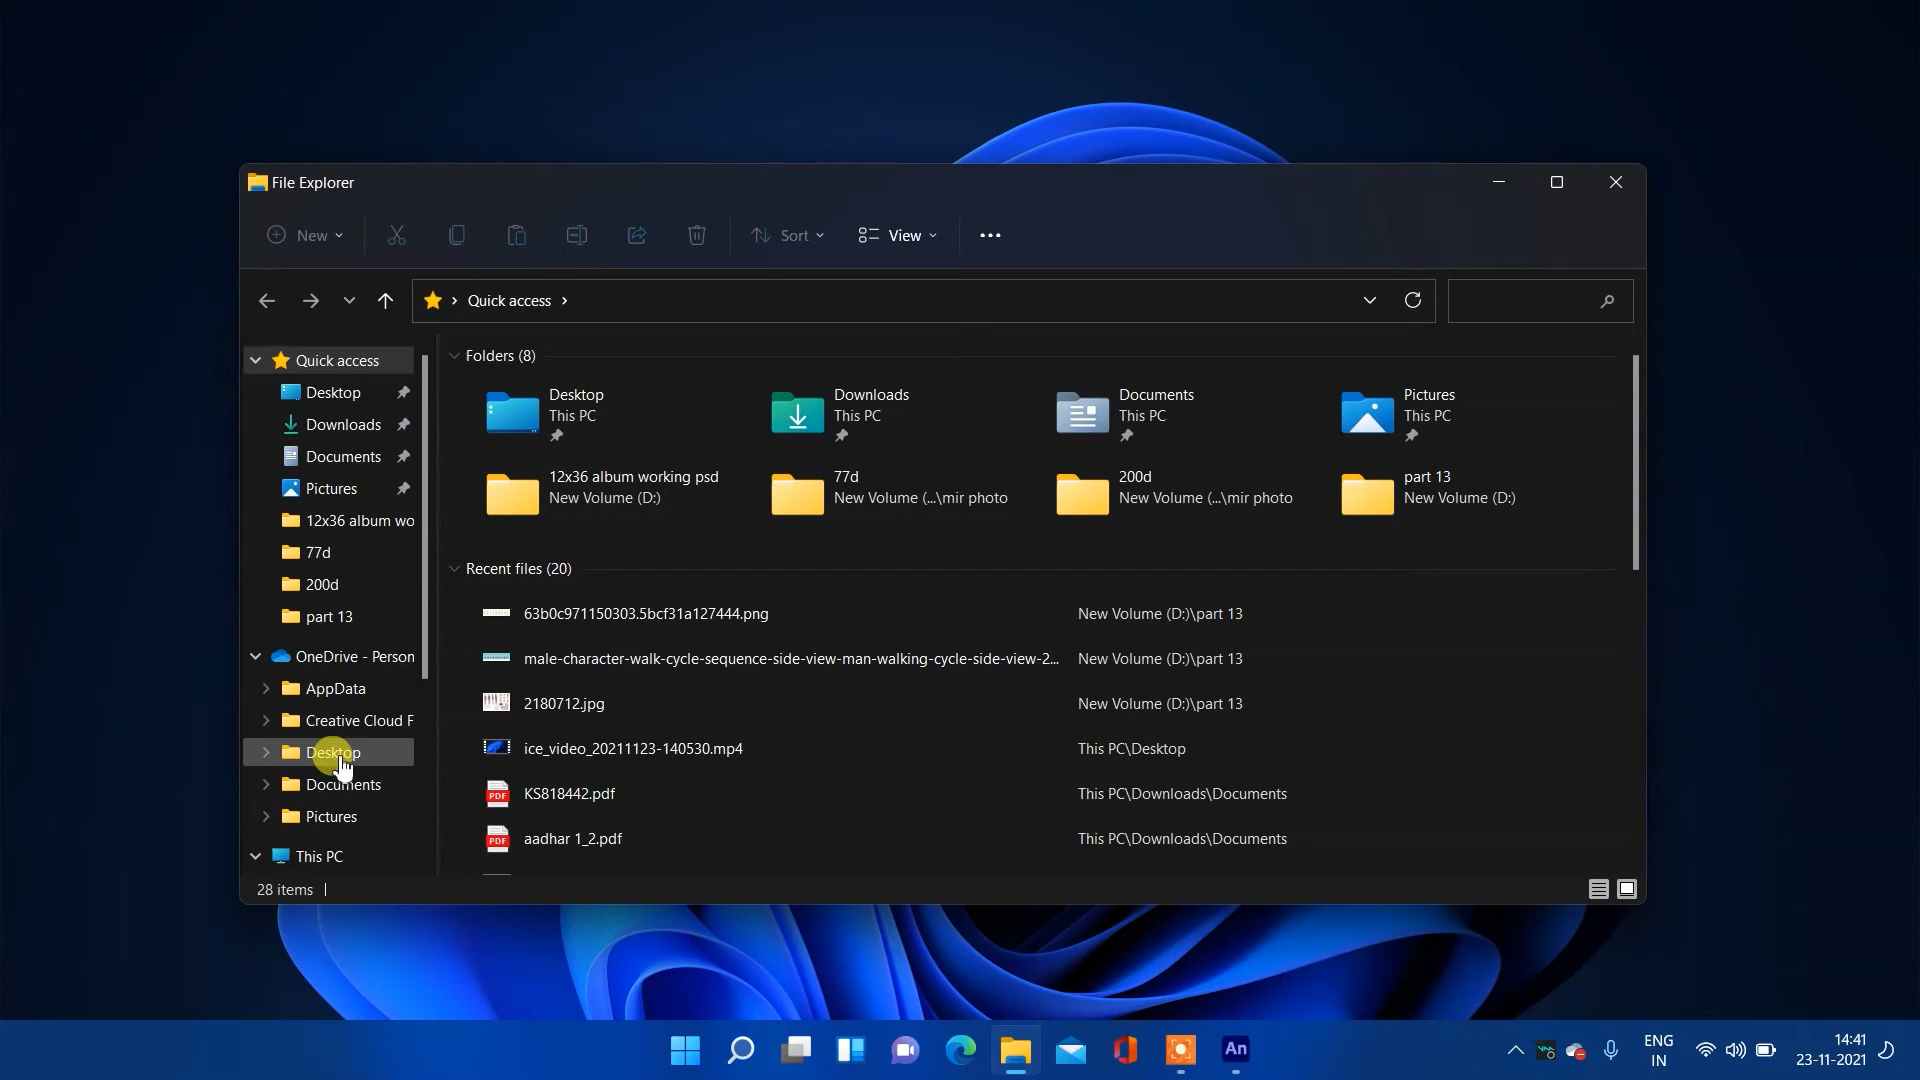 File Explorer
New
Sort
View
Quick access
Quick access
Desktop
Downloads
Documents
Pictures
12x36 album wo
77d
200d
part 13
OneDrive - Person
AppData
Creative Cloud F
Desktop
Documents
Pictures
This PC
Folders (8)
Desktop
This PC
Downloads
This PC
Documents
This PC
Pictures
This PC
12x36 album working psd
New Volume (D:)
77d
New Volume (...\mir photo
200d
New Volume (...\mir photo
part 13
New Volume (D:)
Recent files (20)
63b0c971150303.5bcf31a127444.png New Volume (D:)\part 13
male-character-walk-cycle-sequence-side-view-man-walking-cycle-side-view-2... New Volume (D:)\part 13
2180712.jpg New Volume (D:)\part 13
ice_video_20211123-140530.mp4 This PC\Desktop
PDF KS818442.pdf This PC\Downloads\Documents
PDF aadhar 1_2.pdf This PC\Downloads\Documents
28 items
An
ENG
IN
14:41
23-11-2021